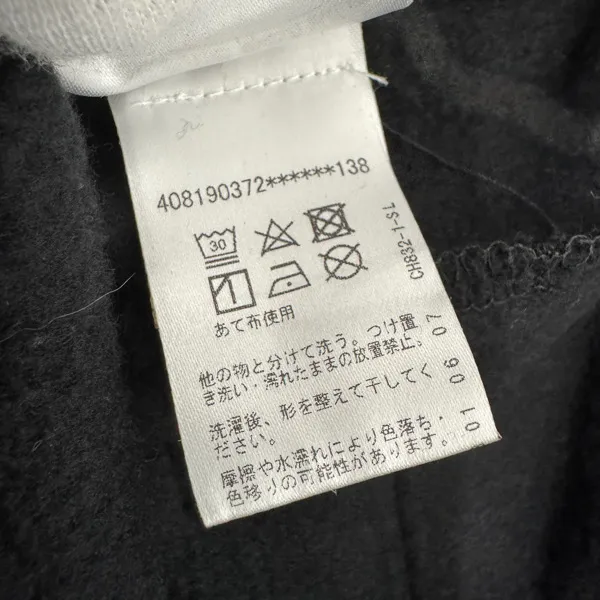 408190372******138
30
CH832-1-SL
あて布使用
他の物と分けて洗う。つけ置
き洗い・濡れたままの放置禁止。
洗濯後、形を整えて干してく
ださい。
摩擦や水濡れにより色落ち・
色移りの可能性があります。
01 06 07